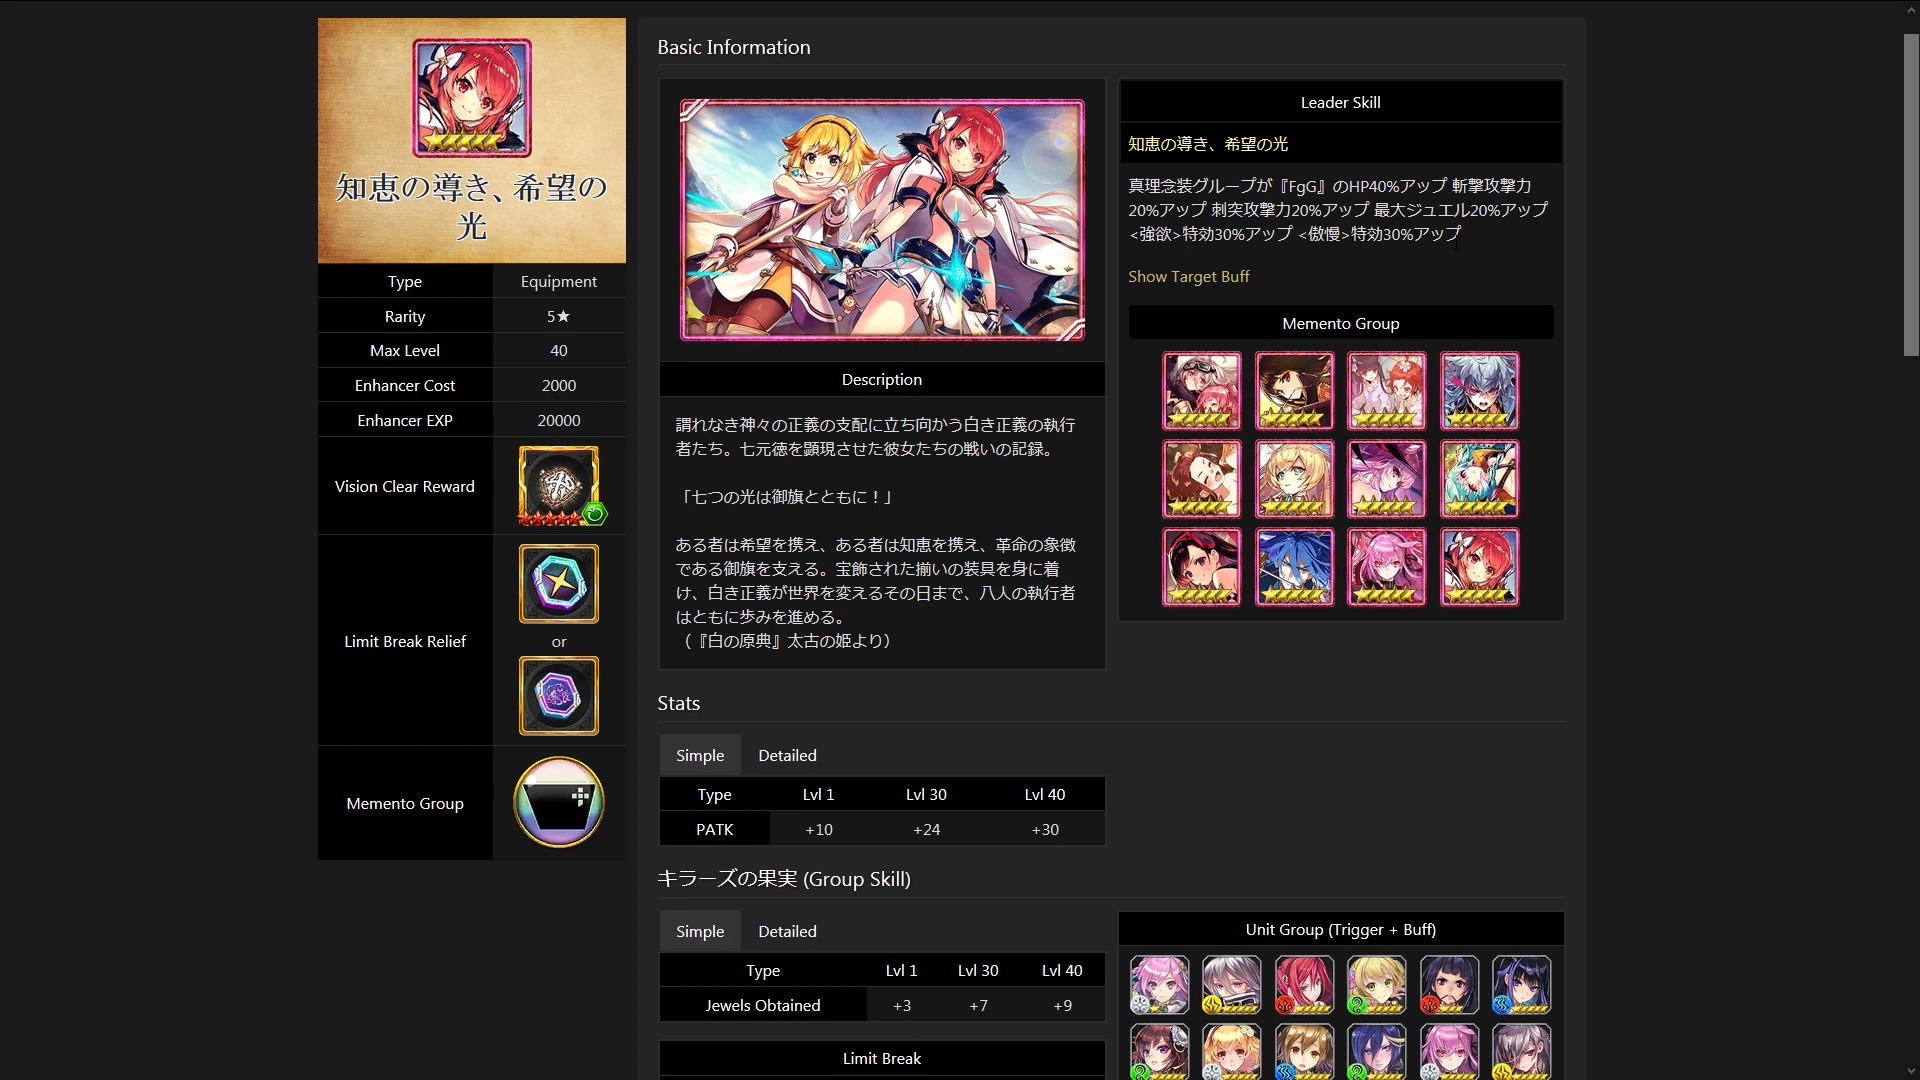 知恵の導き、希望の
光
Type Equipment
Rarity 5★
Max Level 40
Enhancer Cost 2000
Enhancer EXP 20000
Vision Clear Reward
Limit Break Relief
or
Memento Group
Basic Information
Description
謂れなき神々の正義の支配に立ち向かう白き正義の執行
者たち。七元徳を顕現させた彼女たちの戦いの記録。
「七つの光は御旗とともに！」
ある者は希望を携え、ある者は知恵を携え、革命の象徴
である御旗を支える。宝飾された揃いの装具を身に着
け、白き正義が世界を変えるその日まで、八人の執行者
はともに歩みを進める。
（『白の原典』太古の姫より）
Leader Skill
知恵の導き、希望の光
真理念装グループが『FgG』のHP40%アップ 斬撃攻撃力
20%アップ 刺突攻撃力20%アップ 最大ジュエル20%アップ
<強欲>特効30%アップ <傲慢>特効30%アップ
Show Target Buff
Memento Group
Stats
Simple Detailed
Type Lvl 1 Lvl 30 Lvl 40
PATK +10 +24 +30
キラーズの果実 (Group Skill)
Simple Detailed
Type Lvl 1 Lvl 30 Lvl 40
Jewels Obtained +3 +7 +9
Limit Break
Unit Group (Trigger + Buff)